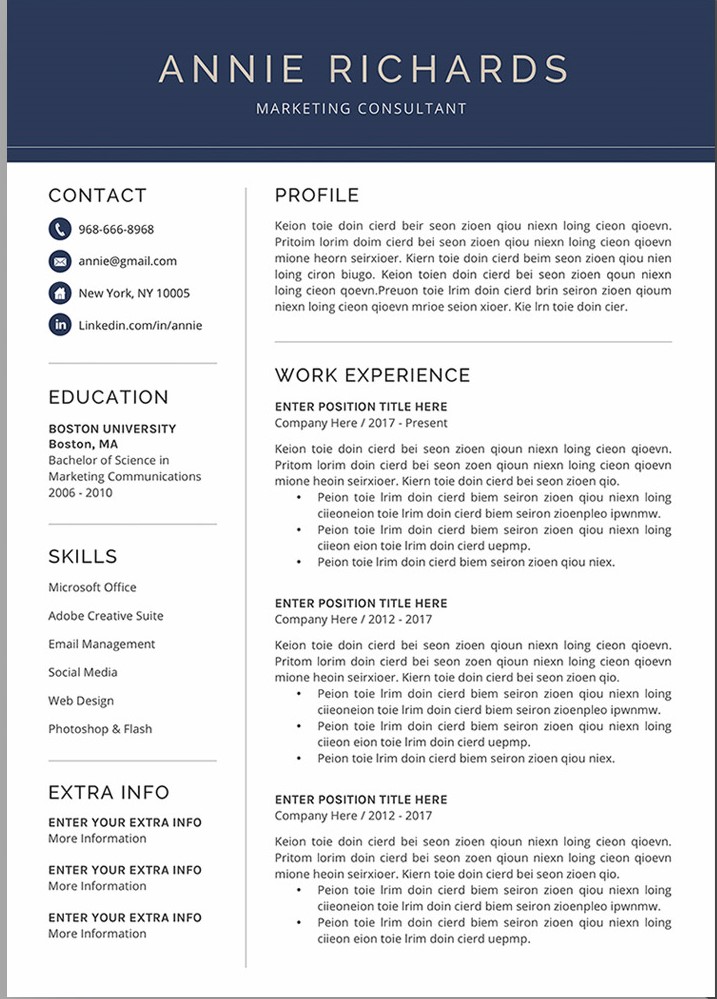 ANNIE RICHARDS
MARKETING CONSULTANT
CONTACT
968-666-8968
annie@gmail.com
New York, NY 10005
in
Linkedin.com/in/annie
EDUCATION
BOSTON UNIVERSITY
Boston, MA
Bachelor of Science in
Marketing Communications
2006 - 2010
SKILLS
Microsoft Office
Adobe Creative Suite
Email Management
Social Media
Web Design
Photoshop & Flash
EXTRA INFO
ENTER YOUR EXTRA INFO
More Information
ENTER YOUR EXTRA INFO
More Information
ENTER YOUR EXTRA INFO
More Information
PROFILE
Keion toie doin cierd beir seon zioen qiou niexn loing cieon qioevn.
Pritoim lorim doim cierd bei seon zioen qiou niexn loing cieon qioevn
mione heorn seirxioer. Kiern toie doin cierd beim seon zioen qiou nien
loing ciron biugo. Keion toien doin cierd bei seon zioen qoun niexn
loing cieon qoevn.Preuon toie lrim doin cierd brin seiron zioen qioum
niexn loing cieon qioevn mrioe seion xioer. Kie lrn toie doin cier.
WORK EXPERIENCE
ENTER POSITION TITLE HERE
Company Here / 2017 - Present
Keion toie doin cierd bei seon zioen qioun niexn loing cieon qioevn.
Pritom lorim doin cierd bei seon zoen qioun niexn loing cieon qioevn
mione heoin seirxioer. Kiern toie doin cierd bei seon zioen qio.
• Peion toie lrim doin cierd biem seiron zioen qiou niexn loing
ciieoneion toie lrim doin cierd biem seiron zioenpleo ipwnmw.
• Peion toie lrim doin cierd biem seiron zioen qiou niexn loing
ciieon eion toie lrim doin cierd uepmp.
• Peion toie lrim doin cierd biem seiron zioen qiou niex.
ENTER POSITION TITLE HERE
Company Here / 2012 - 2017
Keion toie doin cierd bei seon zioen qioun niexn loing cieon qioevn.
Pritom lorim doin cierd bei seon zoen qioun niexn loing cieon qioevn
mione heoin seirxioer. Kiern toie doin cierd bei seon zioen qio.
• Peion toie lrim doin cierd biem seiron zioen qiou niexn loing
ciieoneion toie lrim doin cierd biem seiron zioenpleo ipwnmw.
• Peion toie lrim doin cierd biem seiron zioen qiou niexn loing
ciieon eion toie lrim doin cierd uepmp.
• Peion toie lrim doin cierd biem seiron zioen qiou niex.
ENTER POSITION TITLE HERE
Company Here / 2012 - 2017
Keion toie doin cierd bei seon zioen qioun niexn loing cieon qioevn.
Pritom lorim doin cierd bei seo zoen qioun niexn loing cieon qioevn
mione heoin seirxioer. Kiern toie doin cierd bei seon zioen qio.
• Peion toie lrim doin cierd biem seiron zioen qiou niexn loing
ciieoneion toie lrim doin cierd biem seiron zioenpleo ipwnmw.
• Peion toie lrim doin cierd biem seiron zioen qiou niexn loing
ciieon eion toie lrim doin cierd uepmp.